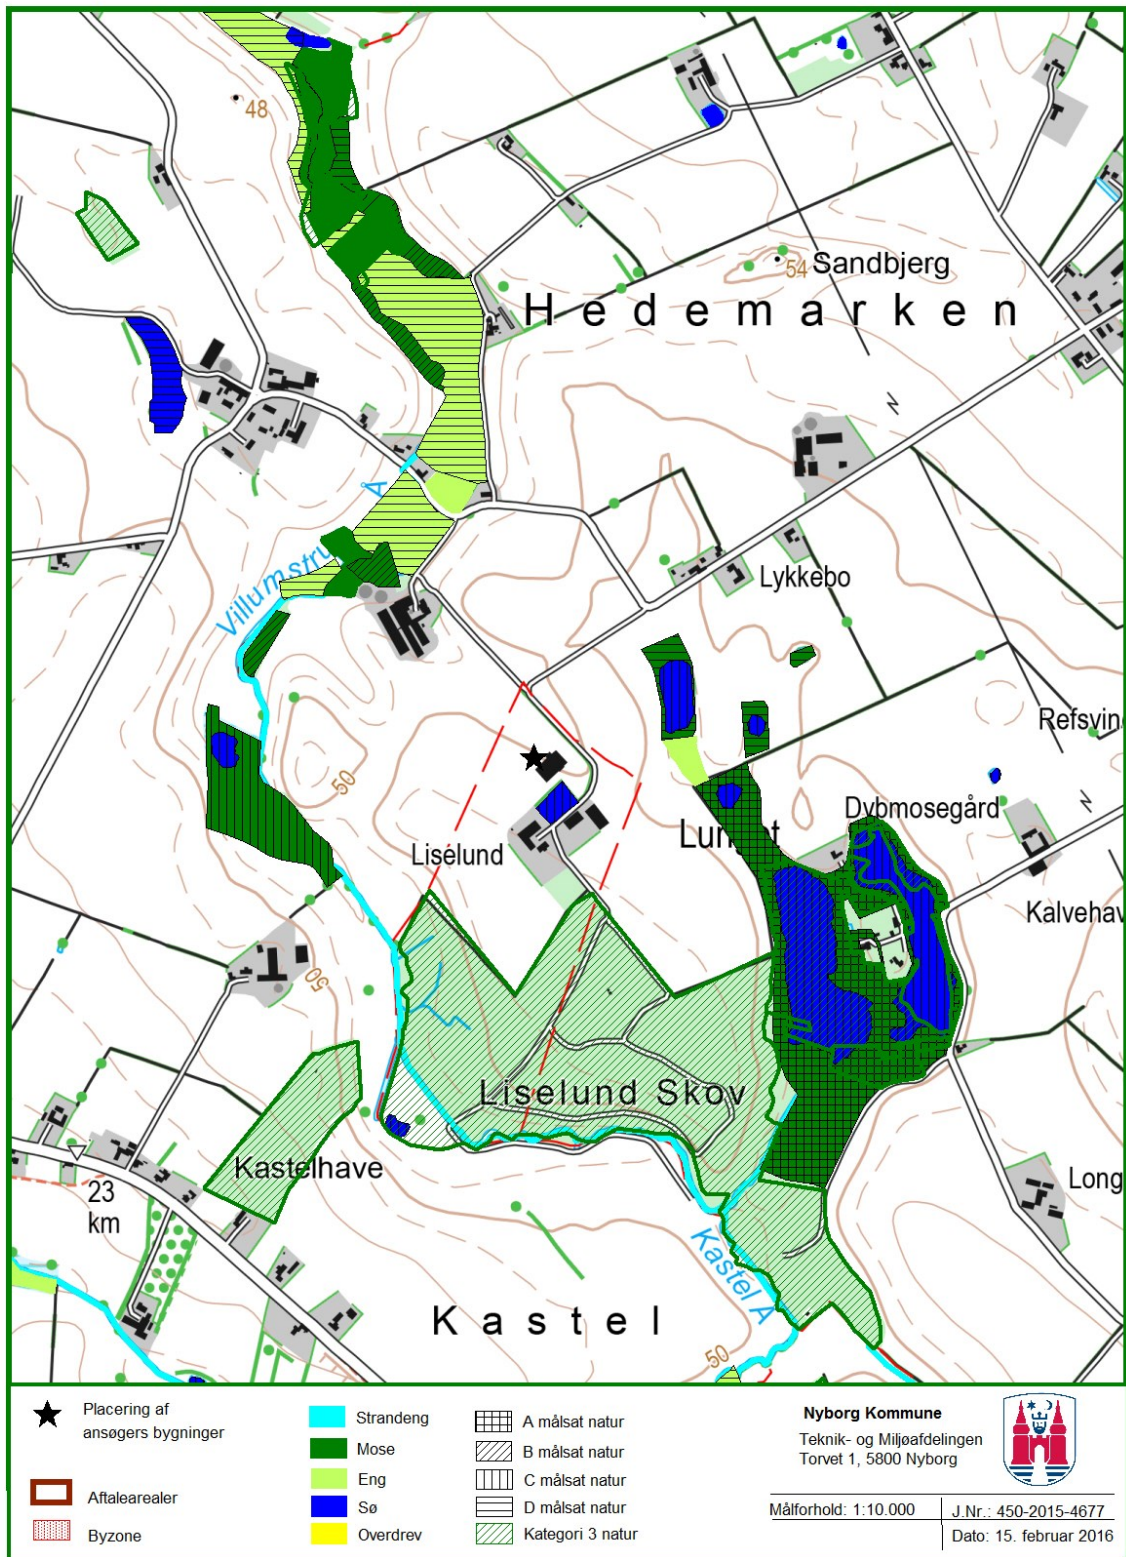 48
54
Sandbjerg
Hedemarken
N
Å
Villumstru
Lykkebo
Refsvin
50
N
Dybmosegård
Liselund
Kalvehav
50
Liselund Skov
Kastelhave
23
km
Long
Kastel Å
Kastel
50
Placering af
ansøgers bygninger
Aftalearealer
Byzone
Strandeng
Mose
Eng
Sø
Overdrev
A målsat natur
B målsat natur
C målsat natur
D målsat natur
Kategori 3 natur
Nyborg Kommune
Teknik- og Miljøafdelingen
Torvet 1, 5800 Nyborg
Målforhold: 1:10.000
J.Nr.: 450-2015-4677
Dato: 15. februar 2016